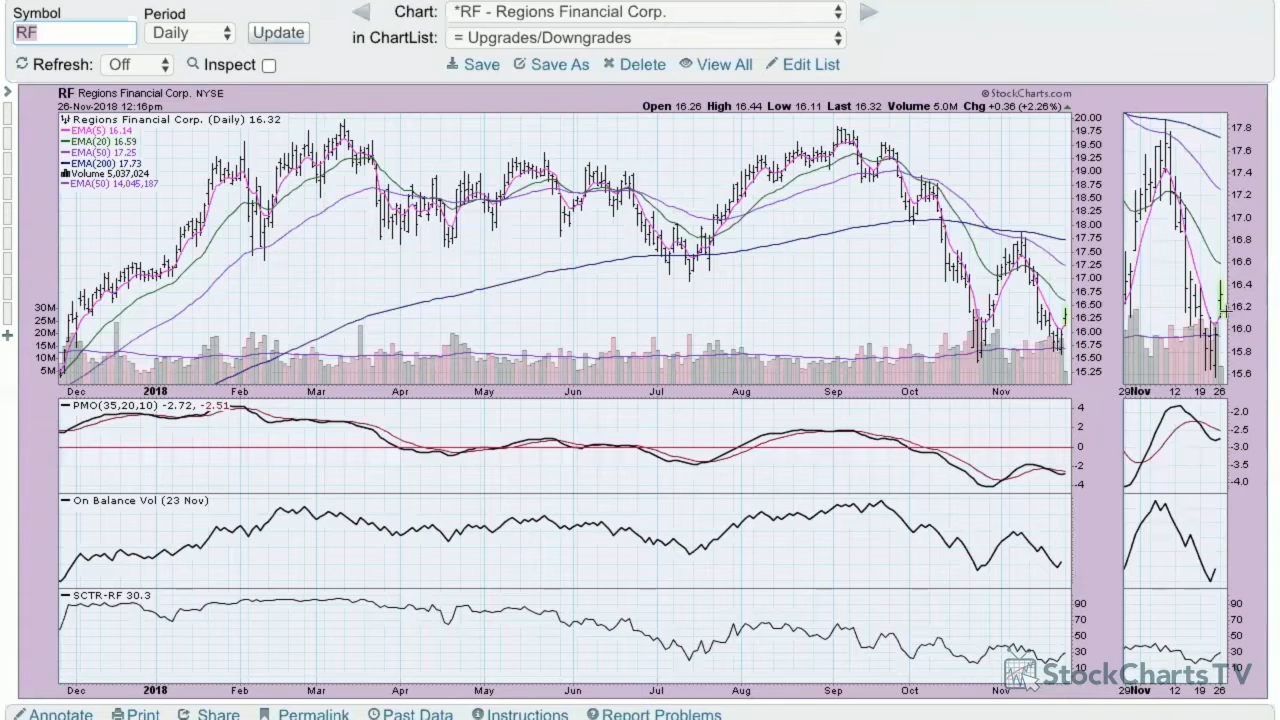 Symbol Period Chart: *RF - Regions Financial Corp.
RF Daily Update in ChartList: = Upgrades/Downgrades
Refresh: Off Inspect Save Save As Delete View All Edit List
RF Regions Financial Corp. NYSE © StockCharts.com
26-Nov-2018 12:16pm Open 16.26 High 16.44 Low 16.11 Last 16.32 Volume 5.0M Chg +0.36 (+2.26%)
Regions Financial Corp. (Daily) 16.32
EMA(5) 16.14
EMA(20) 16.59
EMA(50) 17.25
EMA(200) 17.73
Volume 5,037,024
EMA(50) 14,045,187
20.00
19.75
19.50
19.25
19.00
18.75
18.50
18.25
18.00
17.75
17.50
17.25
17.00
16.75
16.50
16.25
16.00
15.75
15.50
15.25
30M
25M
20M
15M
10M
5M
17.8
17.6
17.4
17.2
17.0
16.8
16.6
16.4
16.2
16.0
15.8
15.6
Dec 2018 Feb Mar Apr May Jun Jul Aug Sep Oct Nov 29 Nov 12 19 26
PMO(35,20,10) -2.72, -2.51
4
2
0
-2
-4
-2.0
-2.5
-3.0
-3.5
-4.0
On Balance Vol (23 Nov)
SCTR-RF 30.3
90
70
50
30
10
90
70
50
30
10
StockCharts TV
Dec 2018 Feb Mar Apr May Jun Jul Aug Sep Oct Nov 29 Nov 12 19 26
Annotate Print Share Permalink Past Data Instructions Report Problems